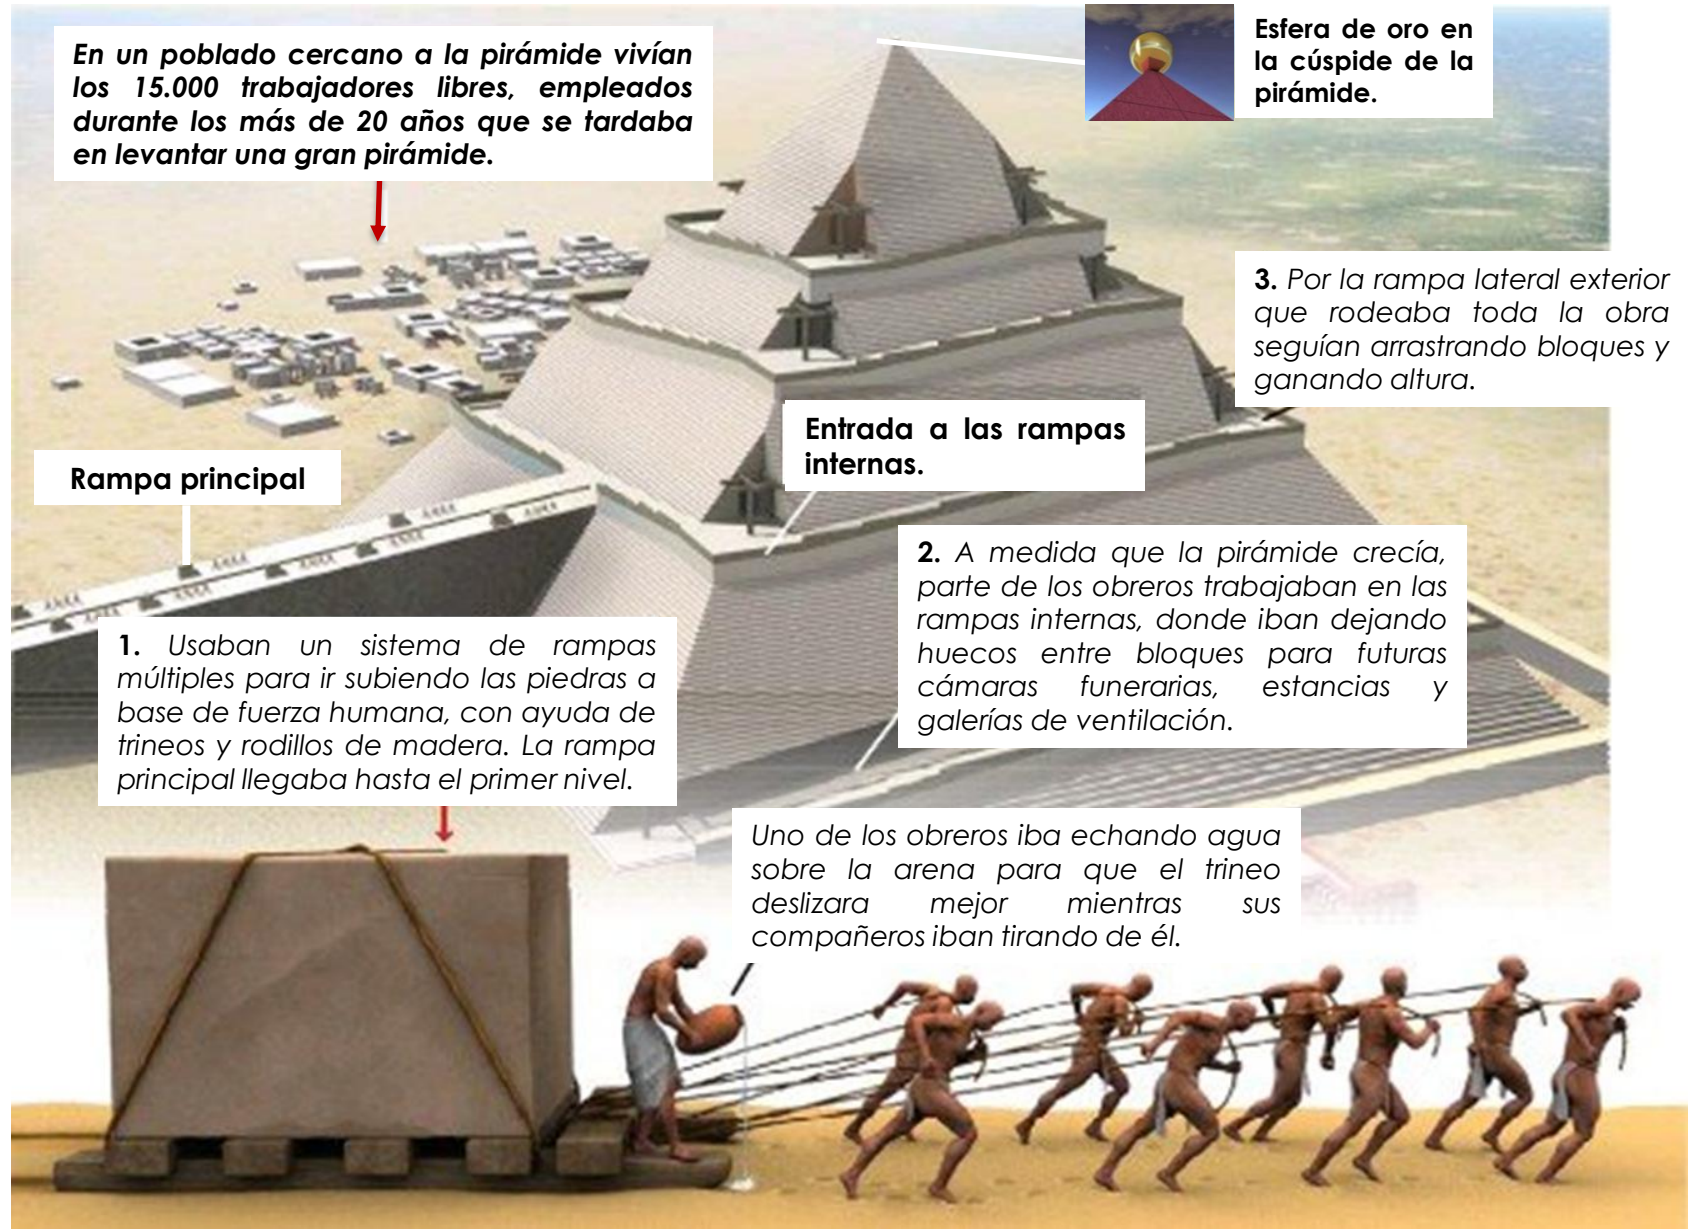 En un poblado cercano a la pirámide vivían
los 15.000 trabajadores libres, empleados
durante los más de 20 años que se tardaba
en levantar una gran pirámide.
Esfera de oro en
la cúspide de la
pirámide.
3. Por la rampa lateral exterior
que rodeaba toda la obra
seguían arrastrando bloques y
ganando altura.
Entrada a las rampas
internas.
Rampa principal
2. A medida que la pirámide crecía,
parte de los obreros trabajaban en las
rampas internas, donde iban dejando
huecos entre bloques para futuras
cámaras funerarias, estancias y
galerías de ventilación.
1. Usaban un sistema de rampas
múltiples para ir subiendo las piedras a
base de fuerza humana, con ayuda de
trineos y rodillos de madera. La rampa
principal llegaba hasta el primer nivel.
Uno de los obreros iba echando agua
sobre la arena para que el trineo
deslizara mejor mientras sus
compañeros iban tirando de él.